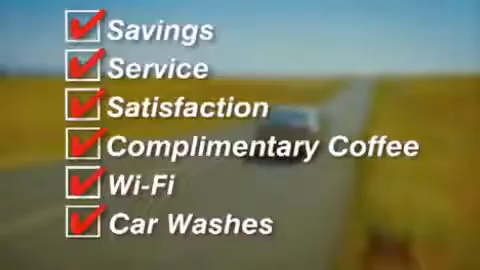 Savings
Service
Satisfaction
Complimentary Coffee
Wi-Fi
Car Washes